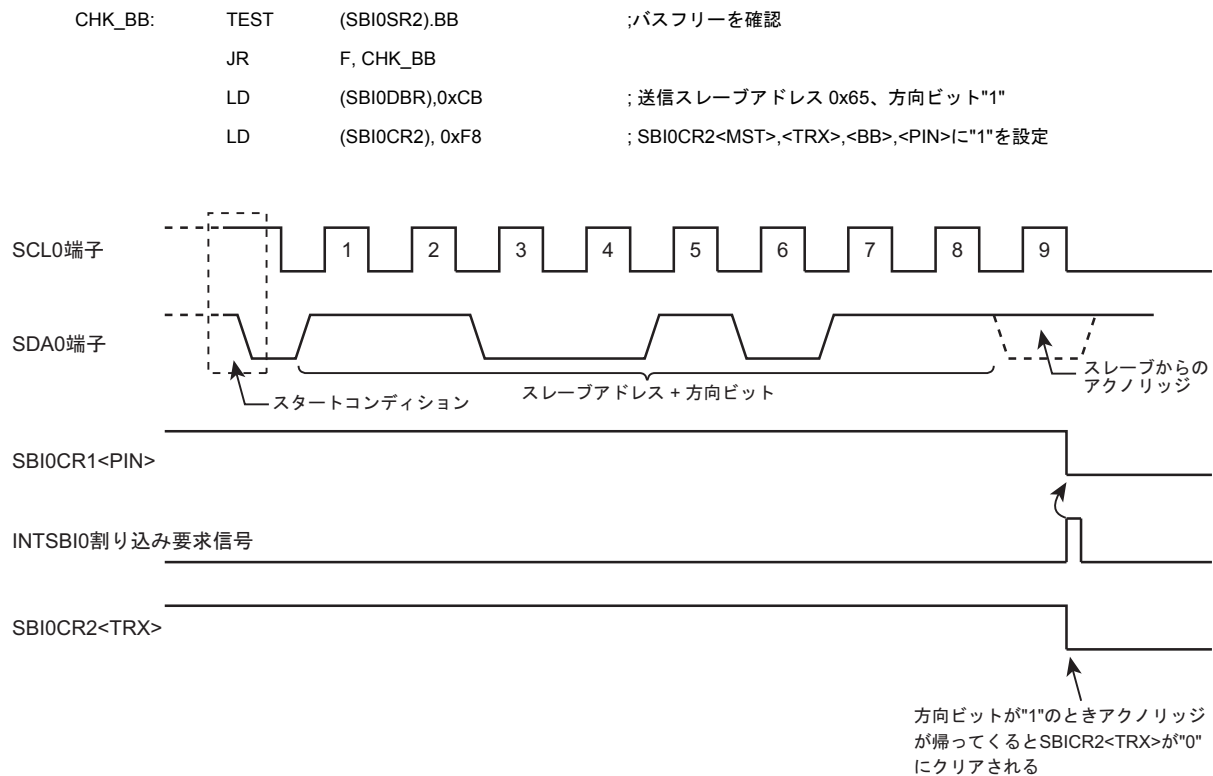 CHK_BB: TEST (SBI0SR2).BB ;バスフリーを確認
JR F, CHK_BB
LD (SBI0DBR),0xCB ; 送信スレーブアドレス 0x65、方向ビット"1"
LD (SBI0CR2), 0xF8 ; SBI0CR2<MST>,<TRX>,<BB>,<PIN>に"1"を設定
SCL0端子
1 2 3 4 5 6 7 8 9
SDA0端子
スタートコンディション
スレーブアドレス + 方向ビット
スレーブからの
アクノリッジ
SBI0CR1<PIN>
INTSBI0割り込み要求信号
SBI0CR2<TRX>
方向ビットが"1"のときアクノリッジ
が帰ってくるとSBICR2<TRX>が"0"
にクリアされる